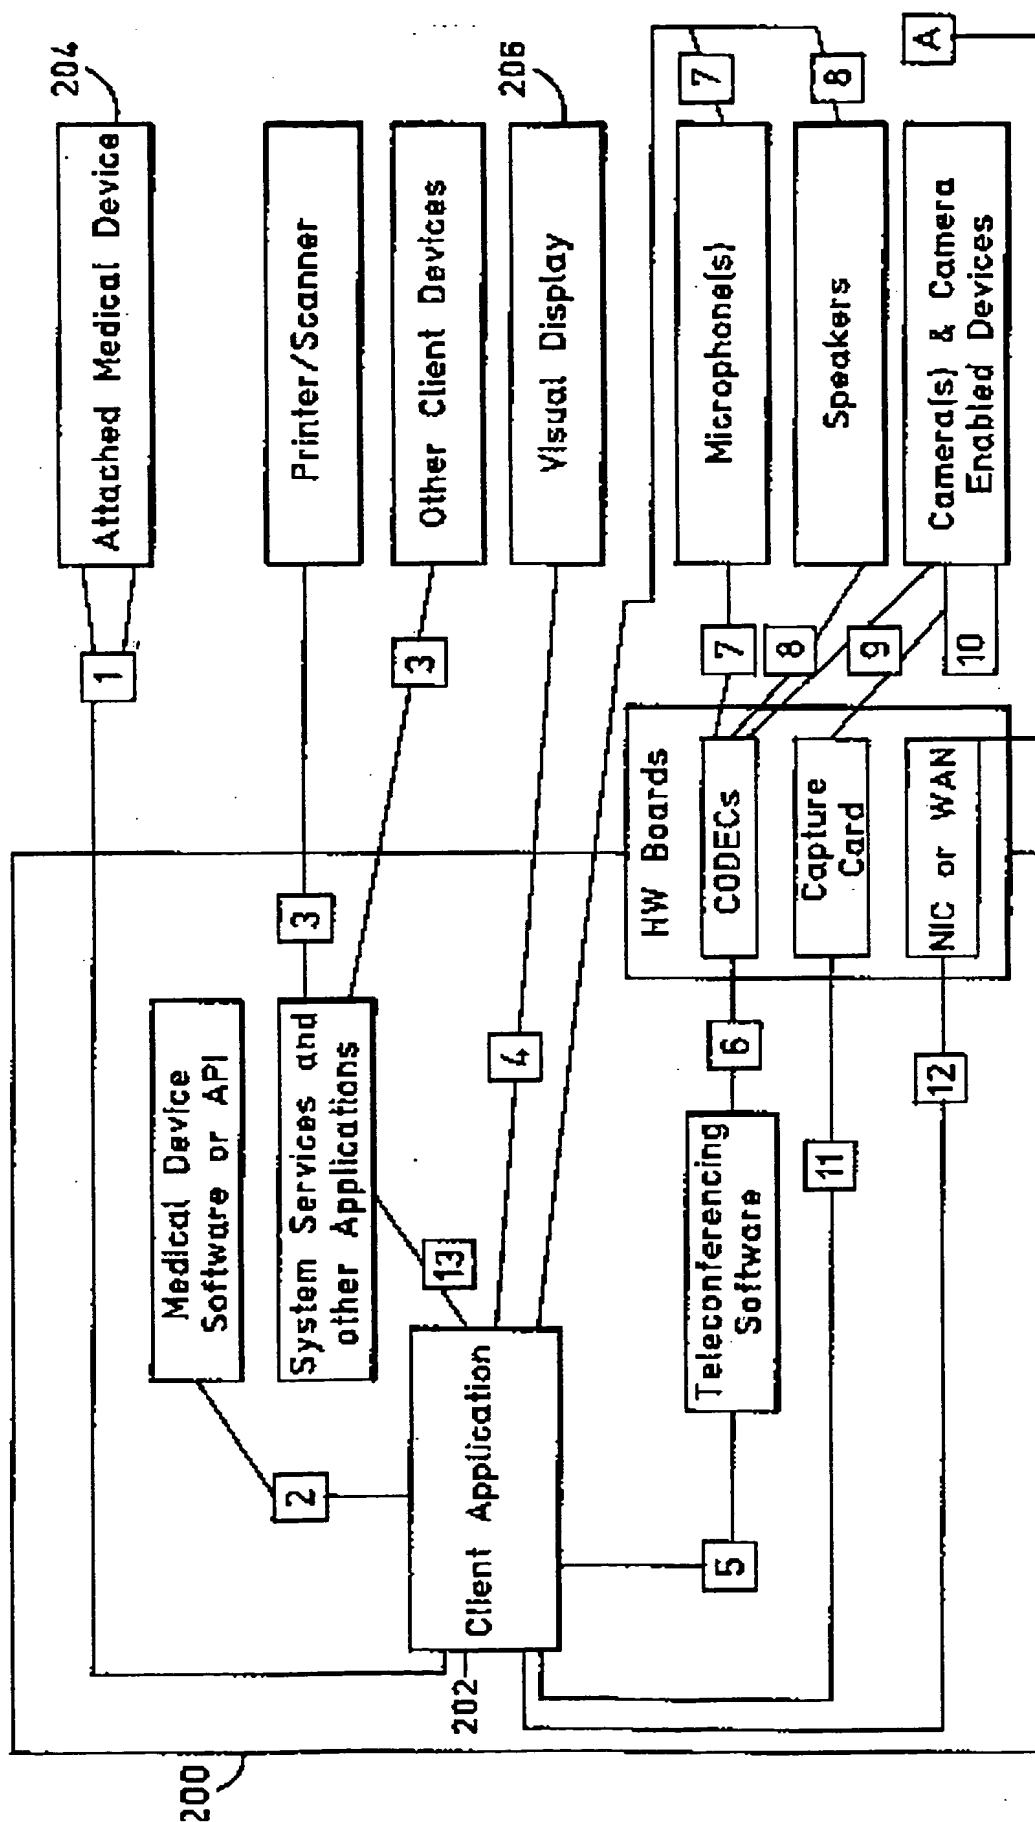 200
202
204
206
Attached Medical Device
1
Medical Device
Software or API
2
Printer/Scanner
3
System Services and
other Applications
Other Client Devices
3
13
Client Application
Visual Display
4
7
Microphone(s)
7
HW Boards
CODECs
6
Teleconferencing
Software
5
8
Speakers
8
9
Capture
Card
11
A
Camera(s) & Camera
Enabled Devices
10
NIC or WAN
12